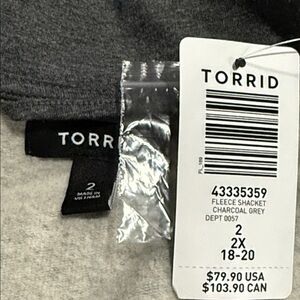 TORR
2
MADE IN
VIETNAM
TORRID
43335359
FLEECE SHACKET
CHARCOAL GREY
DEPT 0057
2
2X
18-20
$79.90 USA
$103.90 CAN